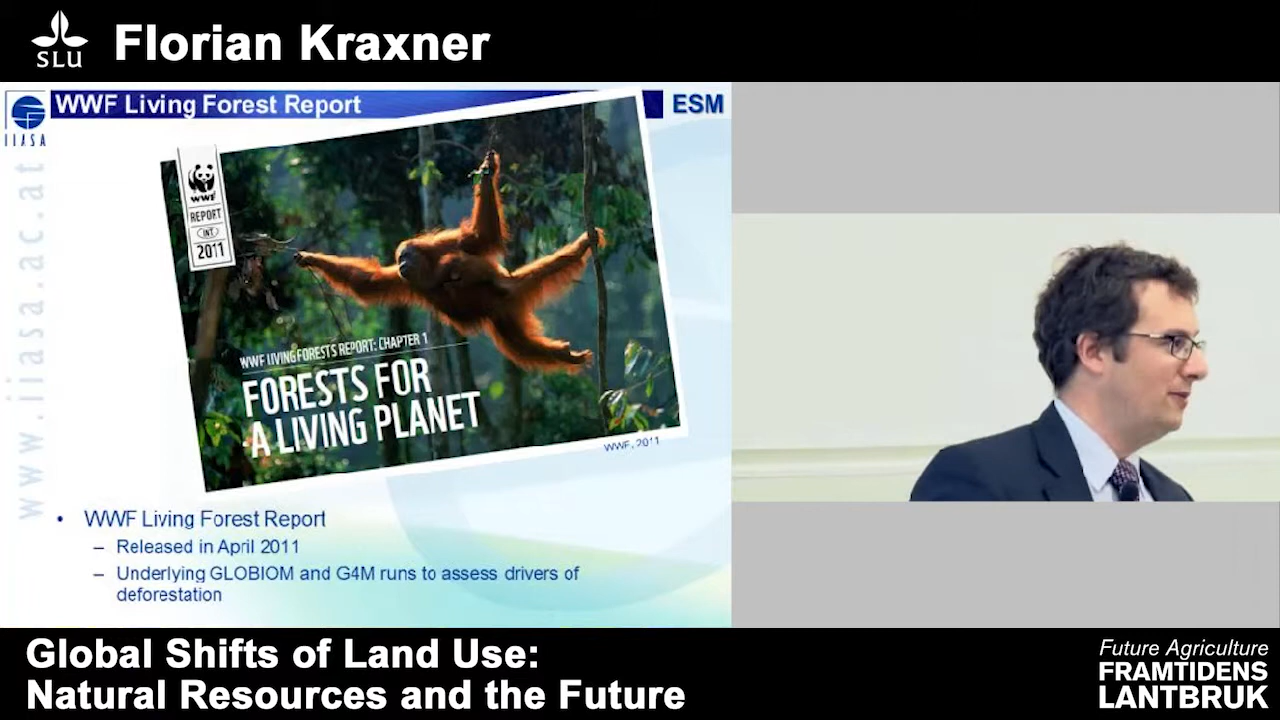 SLU
Florian Kraxner
IIASA
WWF Living Forest Report
ESM
www.iiasa.ac.at
WWF
REPORT
INT
2011
WWF LIVING FORESTS REPORT: CHAPTER 1
FORESTS FOR
A LIVING PLANET
WWF, 2011
• WWF Living Forest Report
– Released in April 2011
– Underlying GLOBIOM and G4M runs to assess drivers of
deforestation
Global Shifts of Land Use:
Natural Resources and the Future
Future Agriculture
FRAMTIDENS
LANTBRUK